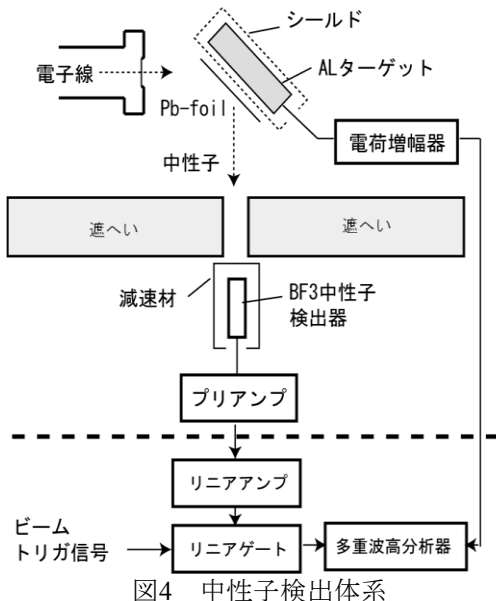 シールド
ALターゲット
電子線
Pb-foil
電荷増幅器
中性子
遮へい
遮へい
減速材
BF3中性子
検出器
プリアンプ
リニアアンプ
ビーム
トリガ信号
リニアゲート
多重波高分析器
図4 中性子検出体系